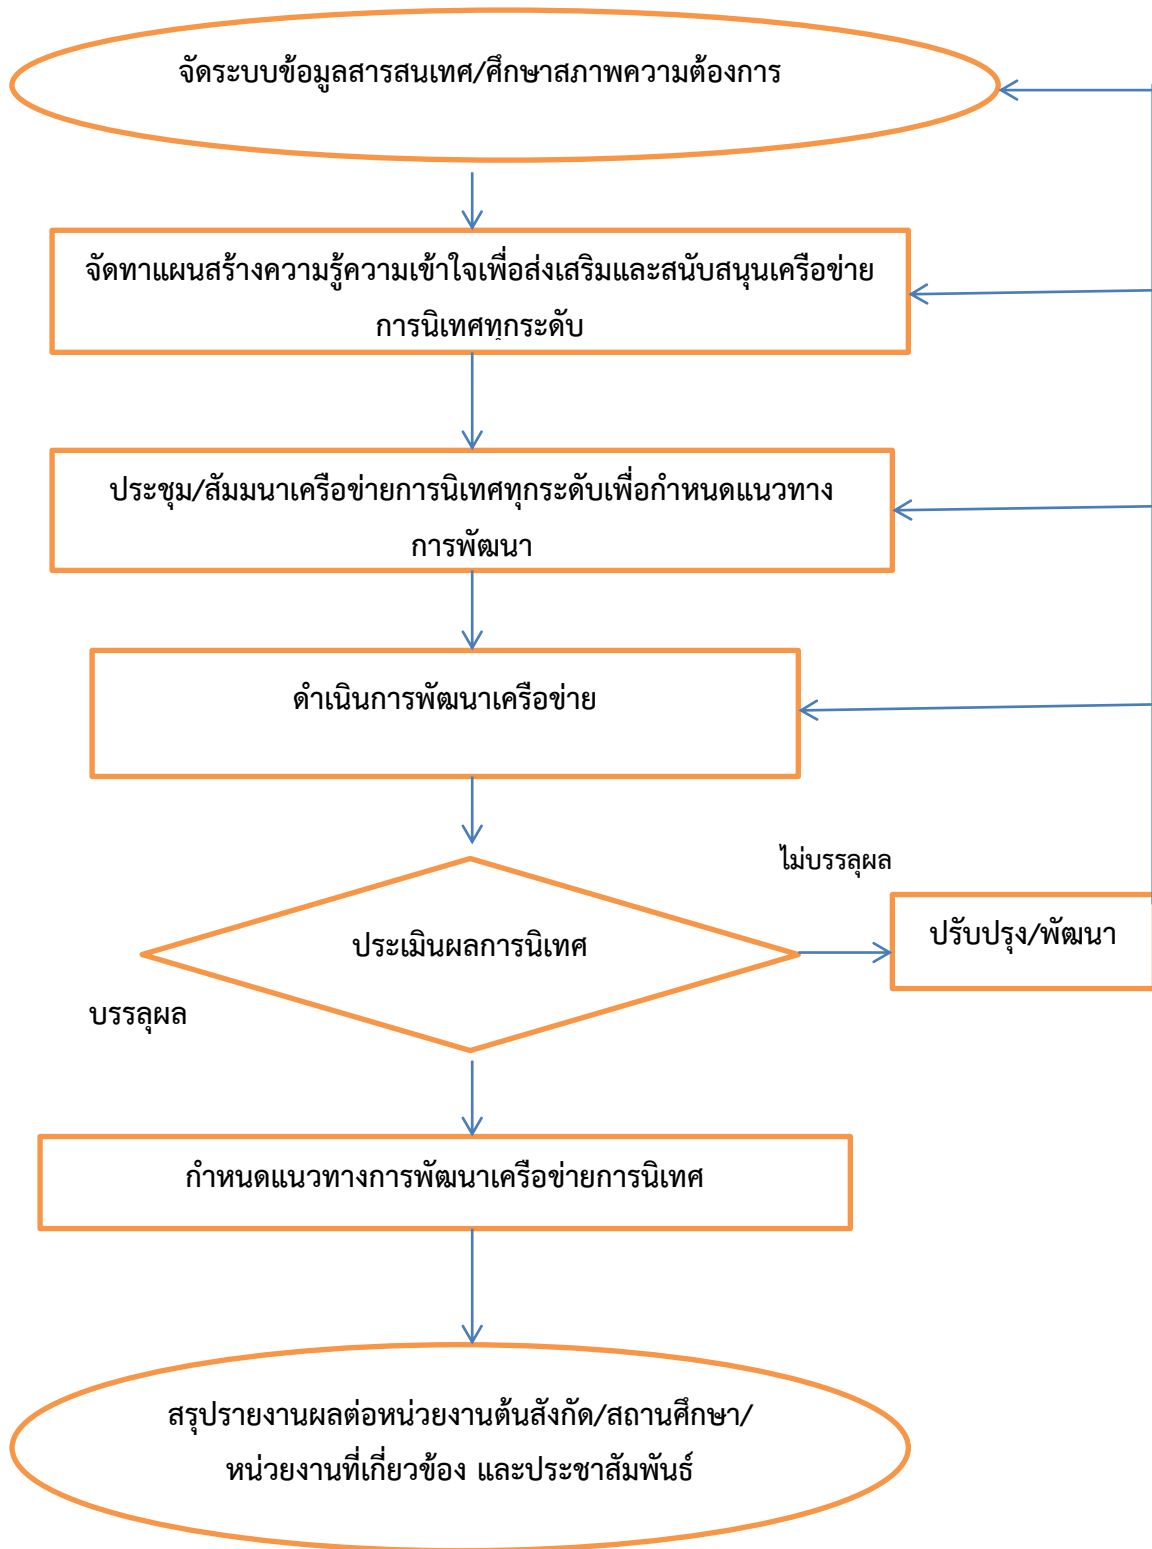 จัดระบบข้อมูลสารสนเทศ/ศึกษาสภาพความต้องการ
จัดทาแผนสร้างความรู้ความเข้าใจเพื่อส่งเสริมและสนับสนุนเครือข่าย
การนิเทศทุกระดับ
ประชุม/สัมมนาเครือข่ายการนิเทศทุกระดับเพื่อกำหนดแนวทาง
การพัฒนา
ดำเนินการพัฒนาเครือข่าย
ไม่บรรลุผล
ประเมินผลการนิเทศ
ปรับปรุง/พัฒนา
บรรลุผล
กำหนดแนวทางการพัฒนาเครือข่ายการนิเทศ
สรุปรายงานผลต่อหน่วยงานต้นสังกัด/สถานศึกษา/
หน่วยงานที่เกี่ยวข้อง และประชาสัมพันธ์